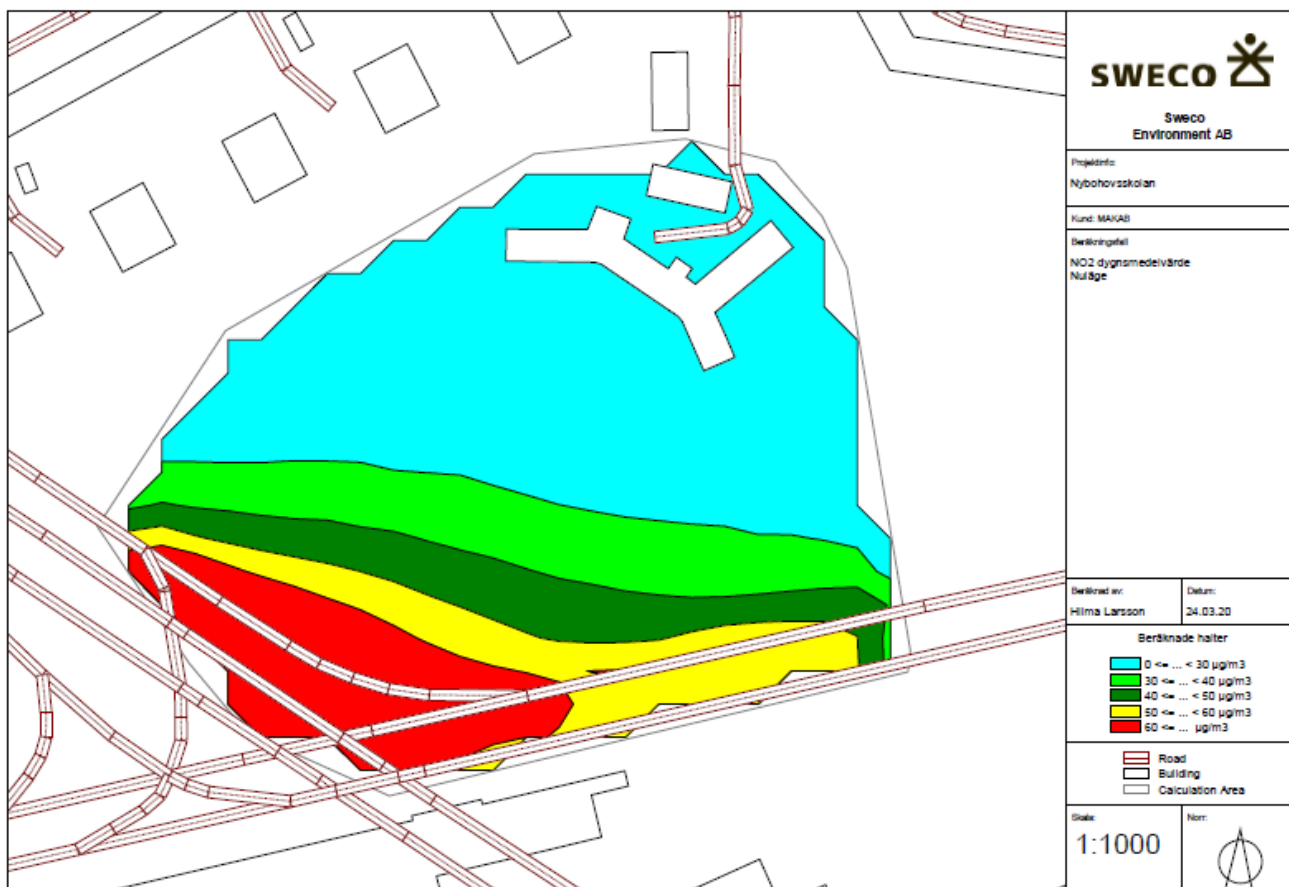 SWECO
Sweco
Environment AB
Projektinfo:
Nybohovsskolan
Kund: MAKAB
Beräkningsfall
NO2 dygnsmedelvärde
Nuläge
Beräknad av:
Hilma Larsson
Datum:
24.03.20
Beräknade halter
0 <= ... < 30 µg/m3
30 <= ... < 40 µg/m3
40 <= ... < 50 µg/m3
50 <= ... < 60 µg/m3
60 <= ... µg/m3
Road
Building
Calculation Area
Skala:
1:1000
Norr: